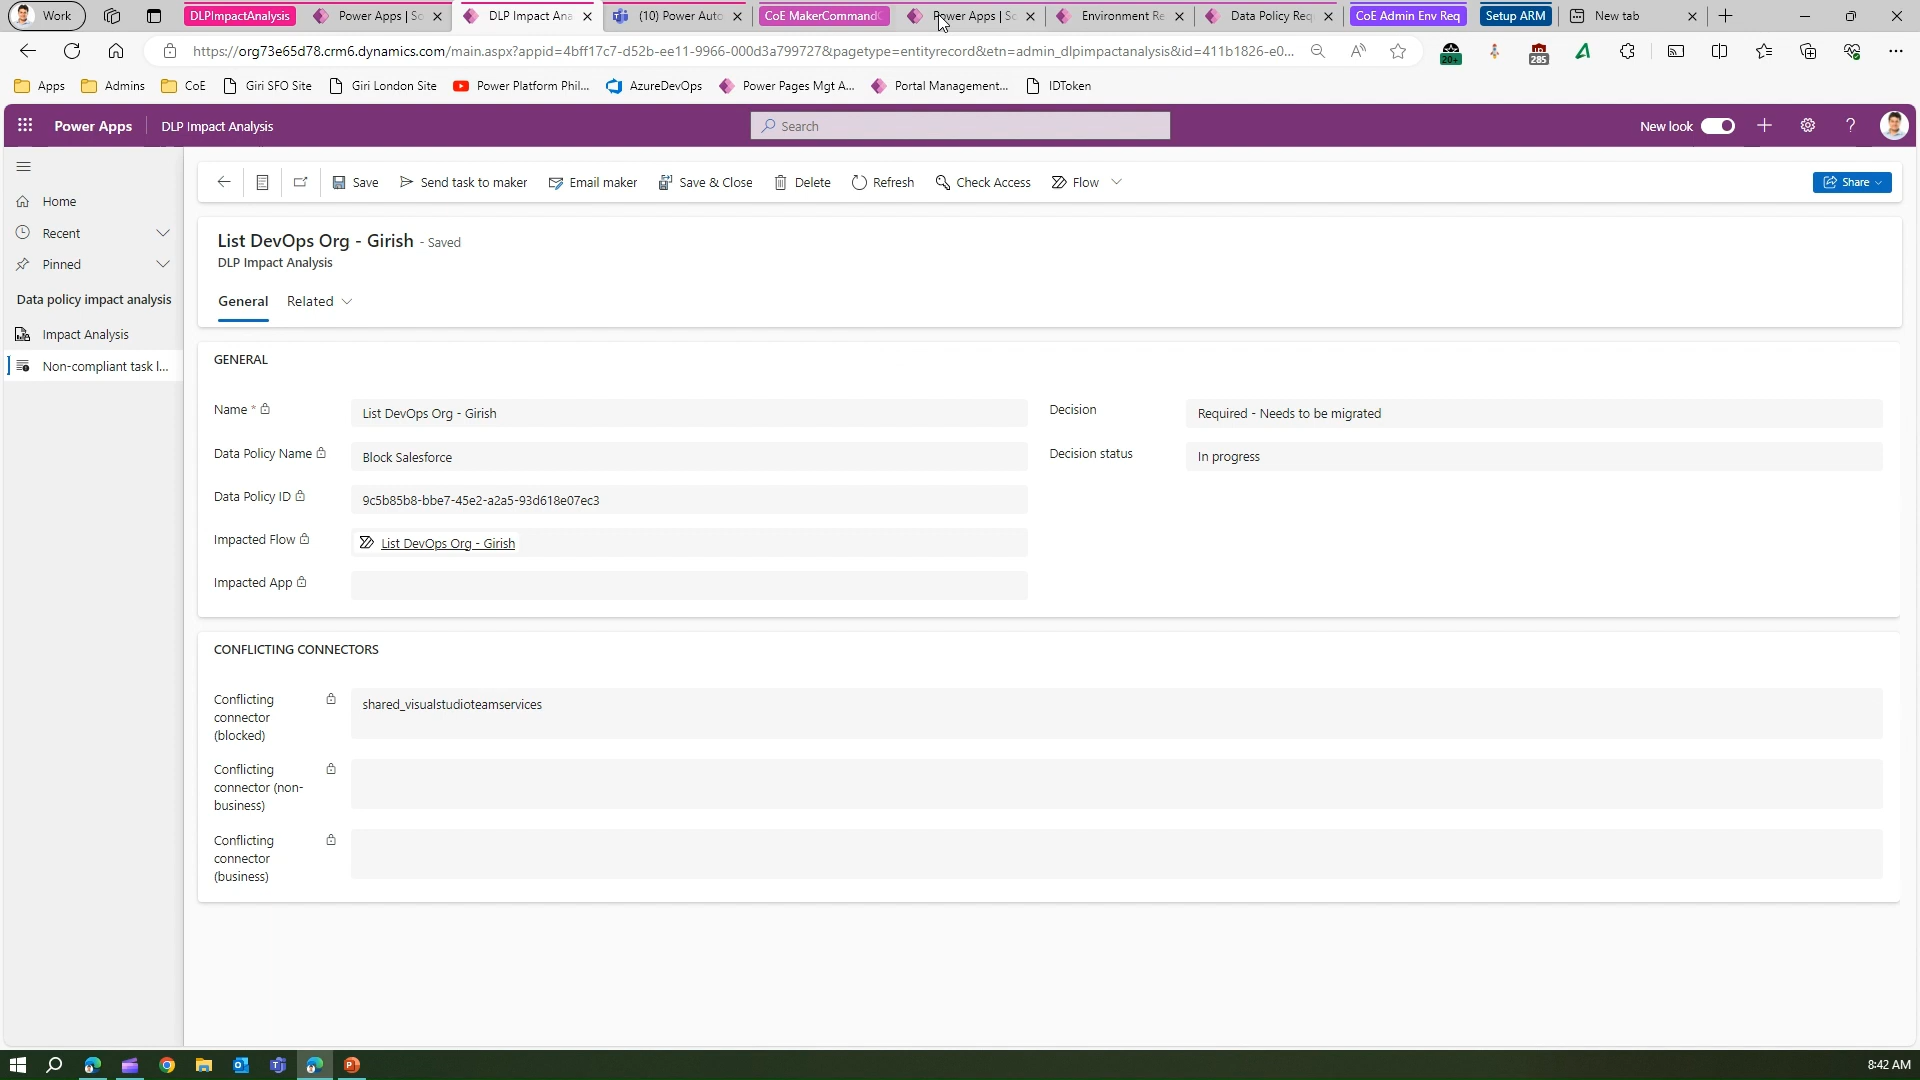 Work
DLPImpactAnalysis
Power Apps | So
DLP Impact Ana
(10) Power Auto
CoE MakerCommandC
Power Apps | So
Environment Re
Data Policy Req
CoE Admin Env Req
Setup ARM
New tab
https://org73e65d78.crm6.dynamics.com/main.aspx?appid=4bff17c7-d52b-ee11-9966-000d3a799727&pagetype=entityrecord&etn=admin_dlpimpactanalysis&id=411b1826-e0...
20+
285
Apps
Admins
CoE
Giri SFO Site
Giri London Site
Power Platform Phil...
AzureDevOps
Power Pages Mgt A...
Portal Management...
IDToken
Power Apps
DLP Impact Analysis
Search
New look
Save
Send task to maker
Email maker
Save & Close
Delete
Refresh
Check Access
Flow
Share
Home
Recent
Pinned
Data policy impact analysis
Impact Analysis
Non-compliant task l...
List DevOps Org - Girish - Saved
DLP Impact Analysis
General
Related
GENERAL
Name *
List DevOps Org - Girish
Decision
Required - Needs to be migrated
Data Policy Name
Block Salesforce
Decision status
In progress
Data Policy ID
9c5b85b8-bbe7-45e2-a2a5-93d618e07ec3
Impacted Flow
List DevOps Org - Girish
Impacted App
CONFLICTING CONNECTORS
Conflicting
connector
(blocked)
shared_visualstudioteamservices
Conflicting
connector (non-
business)
Conflicting
connector
(business)
8:42 AM